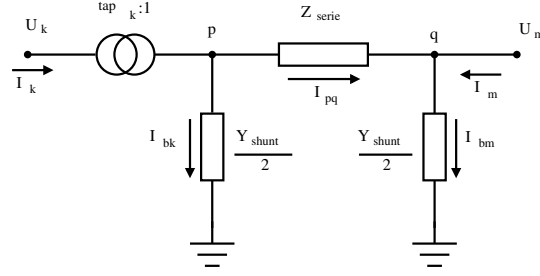 tap k:1
U k
p
Z serie
q
U m
I k
I pq
I m
I bk
Y shunt
2
Y shunt
2
I bm